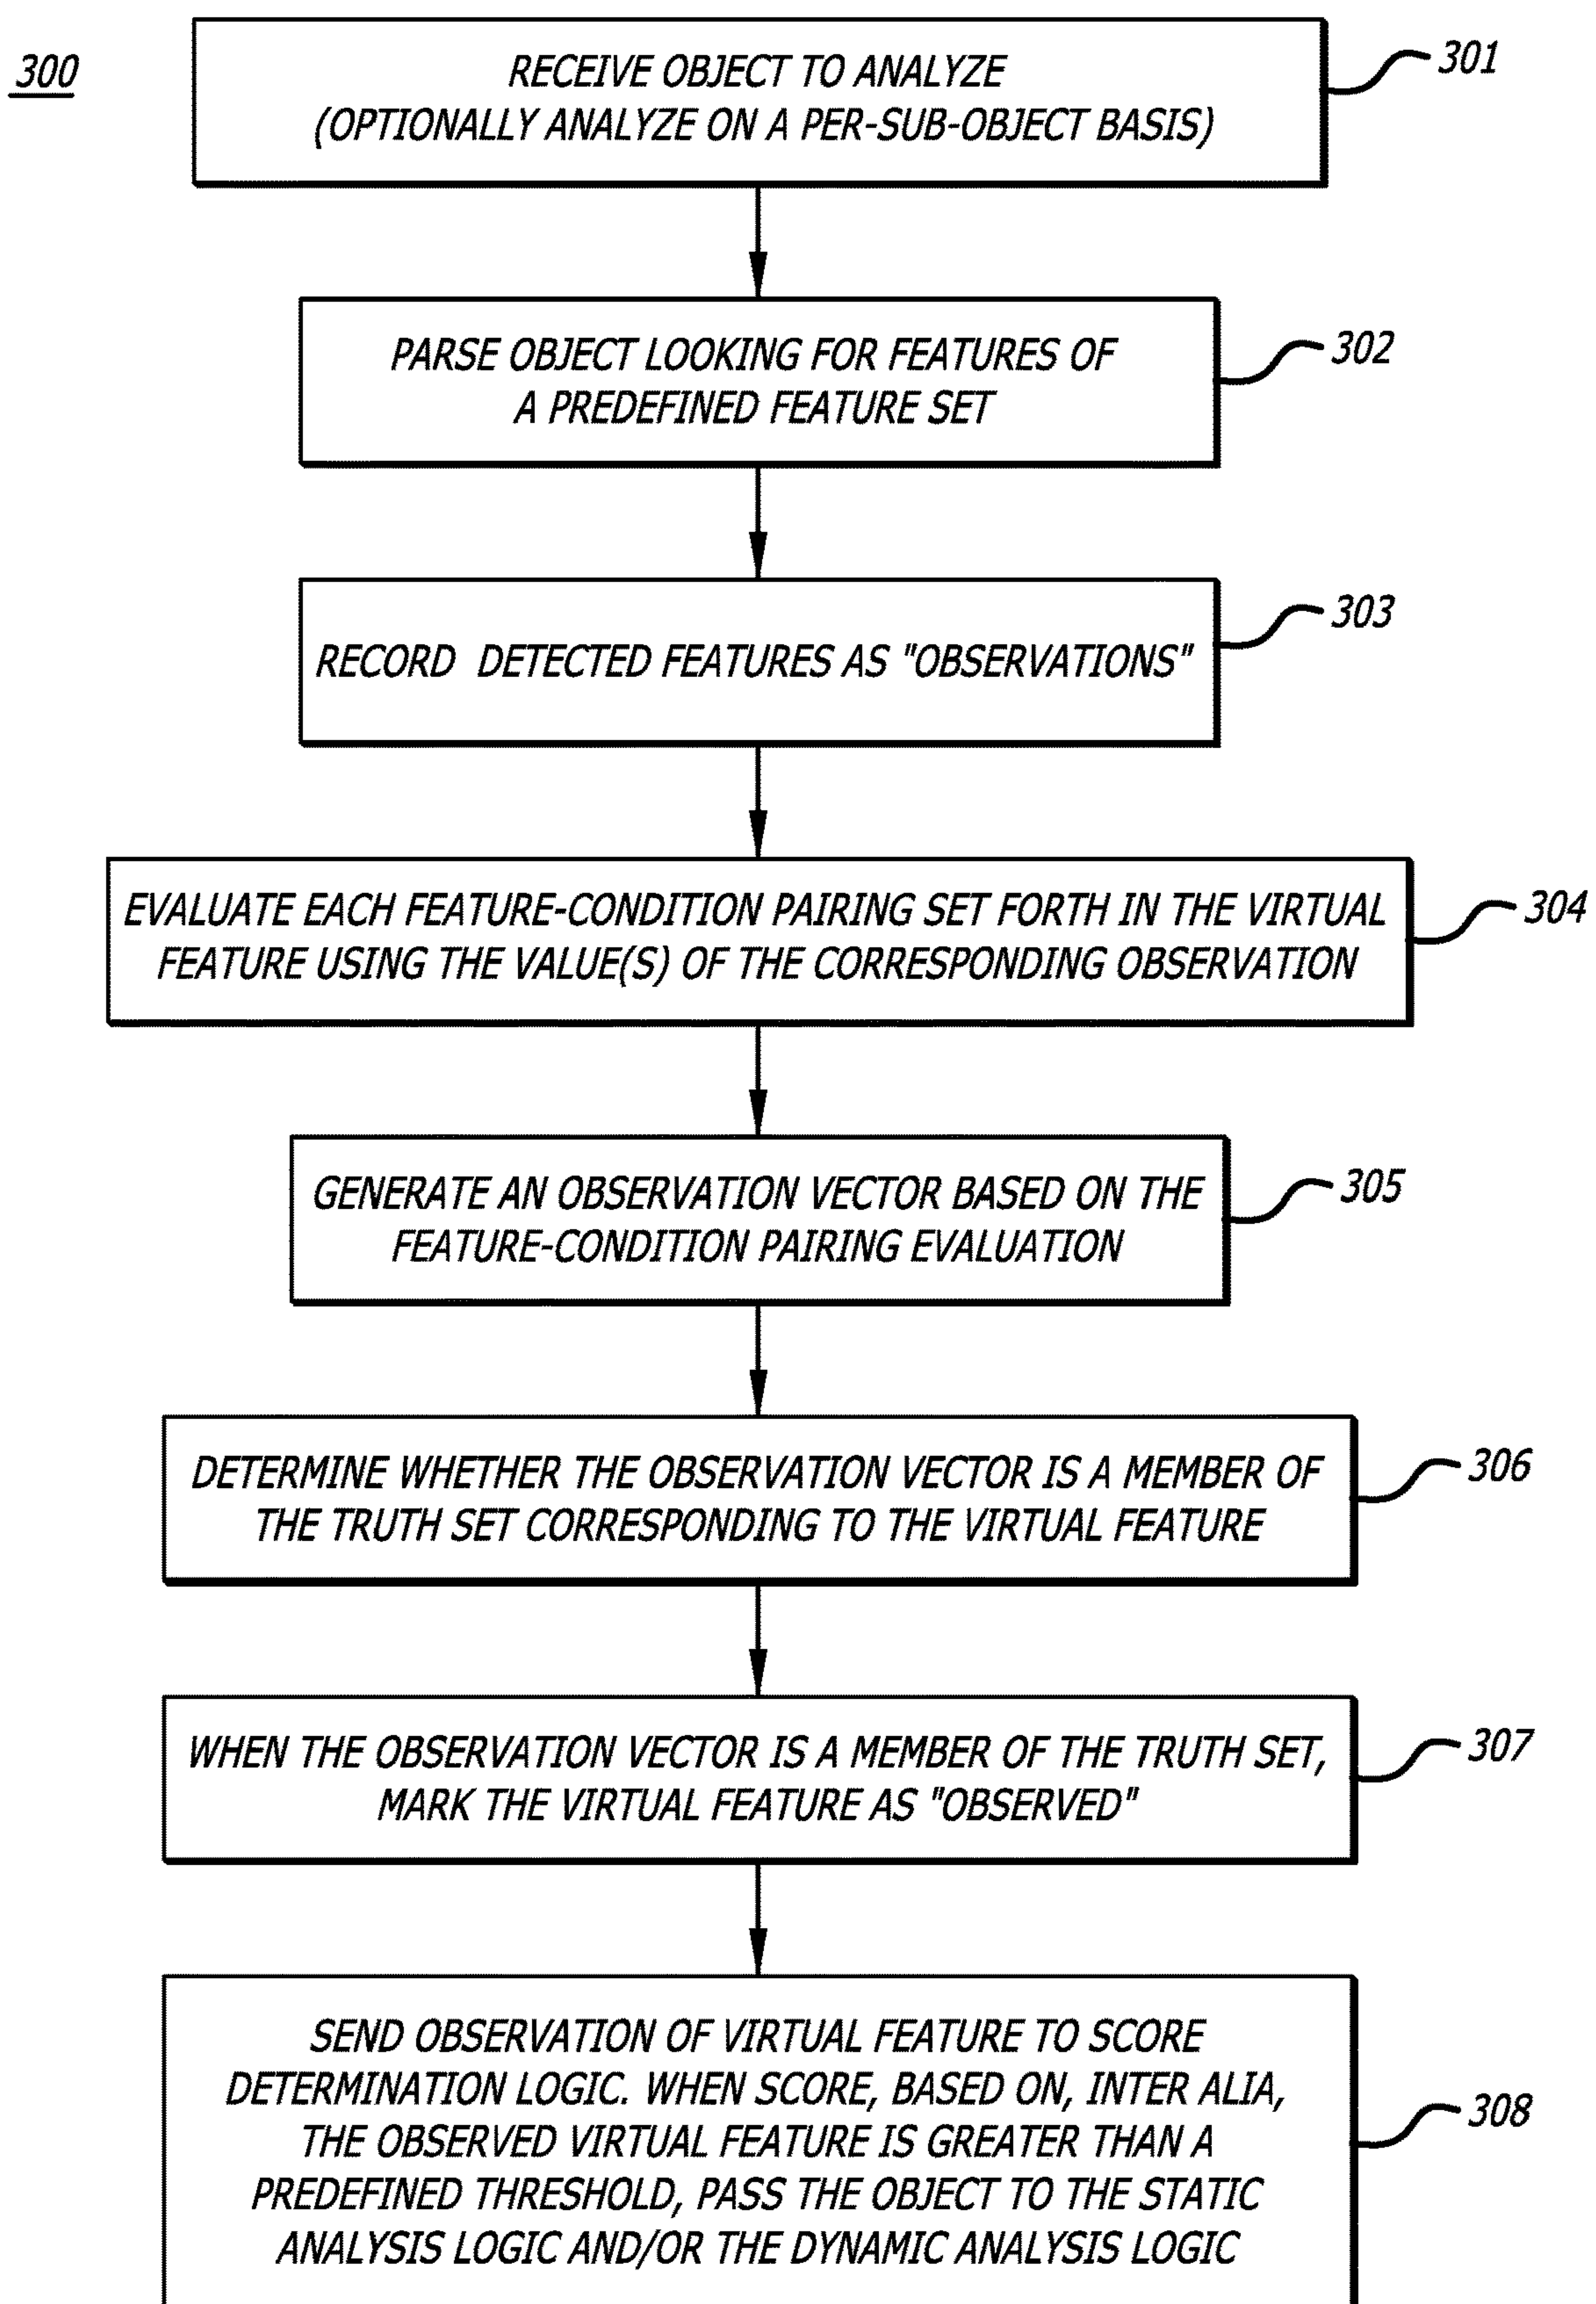 300
RECEIVE OBJECT TO ANALYZE
(OPTIONALLY ANALYZE ON A PER-SUB-OBJECT BASIS)
301
PARSE OBJECT LOOKING FOR FEATURES OF
A PREDEFINED FEATURE SET
302
RECORD DETECTED FEATURES AS "OBSERVATIONS"
303
EVALUATE EACH FEATURE-CONDITION PAIRING SET FORTH IN THE VIRTUAL
FEATURE USING THE VALUE(S) OF THE CORRESPONDING OBSERVATION
304
GENERATE AN OBSERVATION VECTOR BASED ON THE
FEATURE-CONDITION PAIRING EVALUATION
305
DETERMINE WHETHER THE OBSERVATION VECTOR IS A MEMBER OF
THE TRUTH SET CORRESPONDING TO THE VIRTUAL FEATURE
306
WHEN THE OBSERVATION VECTOR IS A MEMBER OF THE TRUTH SET,
MARK THE VIRTUAL FEATURE AS "OBSERVED"
307
SEND OBSERVATION OF VIRTUAL FEATURE TO SCORE
DETERMINATION LOGIC. WHEN SCORE, BASED ON, INTER ALIA,
THE OBSERVED VIRTUAL FEATURE IS GREATER THAN A
PREDEFINED THRESHOLD, PASS THE OBJECT TO THE STATIC
ANALYSIS LOGIC AND/OR THE DYNAMIC ANALYSIS LOGIC
308